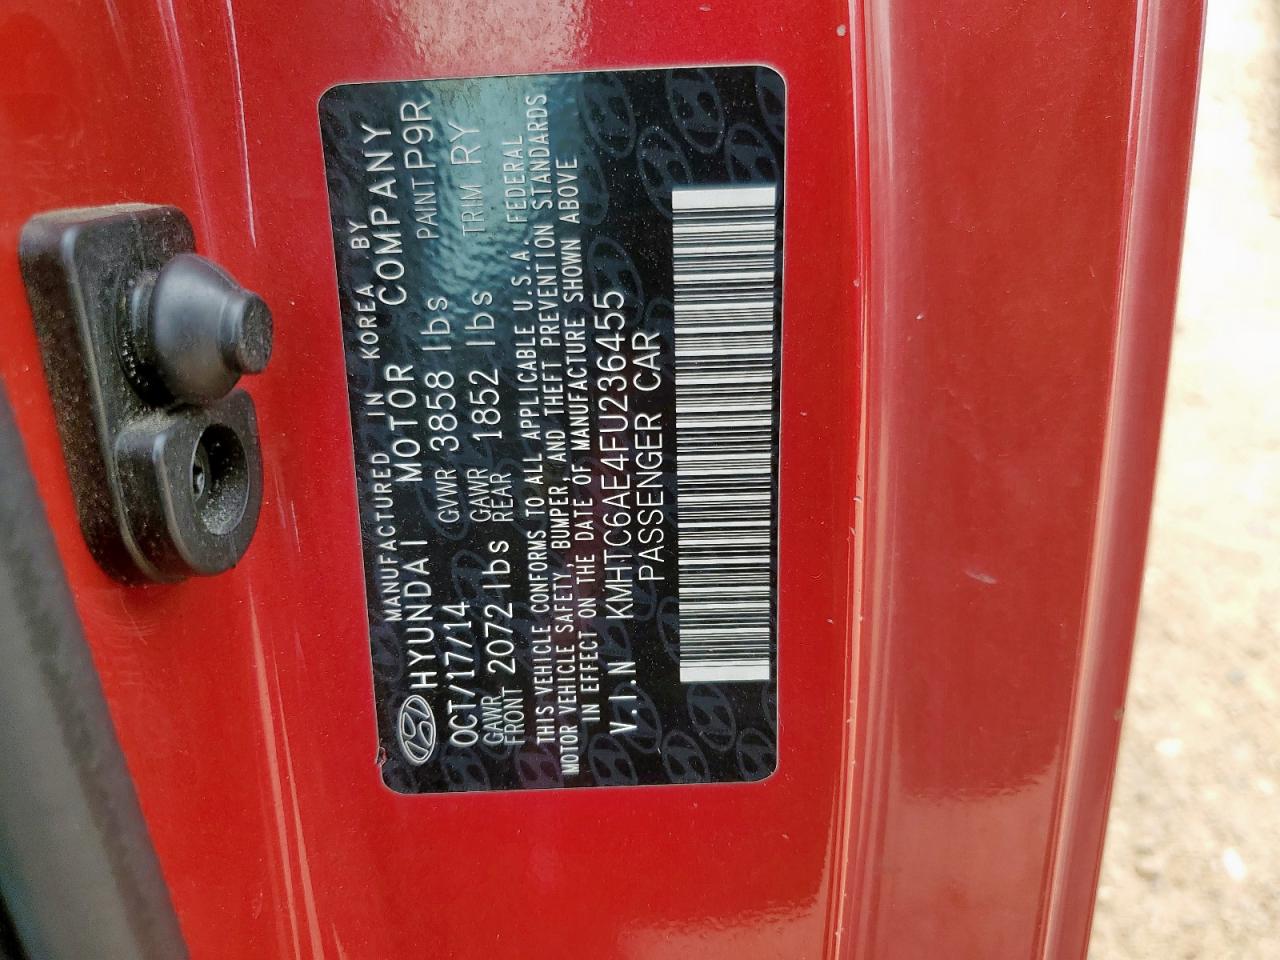 MANUFACTURED IN KOREA BY
HYUNDAI MOTOR COMPANY
OCT/17/14 GVWR 3858 lbs PAINT P9R
GAWR FRONT 2072 lbs GAWR REAR 1852 lbs TRIM RY
THIS VEHICLE CONFORMS TO ALL APPLICABLE U.S.A. FEDERAL
MOTOR VEHICLE SAFETY, BUMPER, AND THEFT PREVENTION STANDARDS
IN EFFECT ON THE DATE OF MANUFACTURE SHOWN ABOVE
V.I.N KMHTC6AE4FU236455
PASSENGER CAR